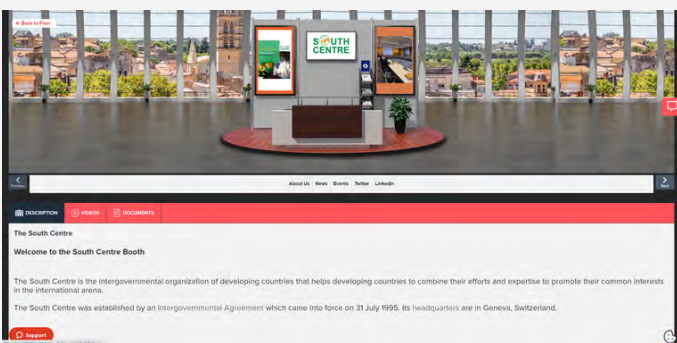 ← Back to Floor
SOUTH
CENTRE
Previous
About Us News Events Twitter LinkedIn
Next
DESCRIPTION VIDEOS DOCUMENTS
The South Centre
Welcome to the South Centre Booth
The South Centre is the intergovernmental organization of developing countries that helps developing countries to combine their efforts and expertise to promote their common interests
in the international arena.
The South Centre was established by an Intergovernmental Agreement which came into force on 31 July 1995. Its headquarters are in Geneva, Switzerland.
Support